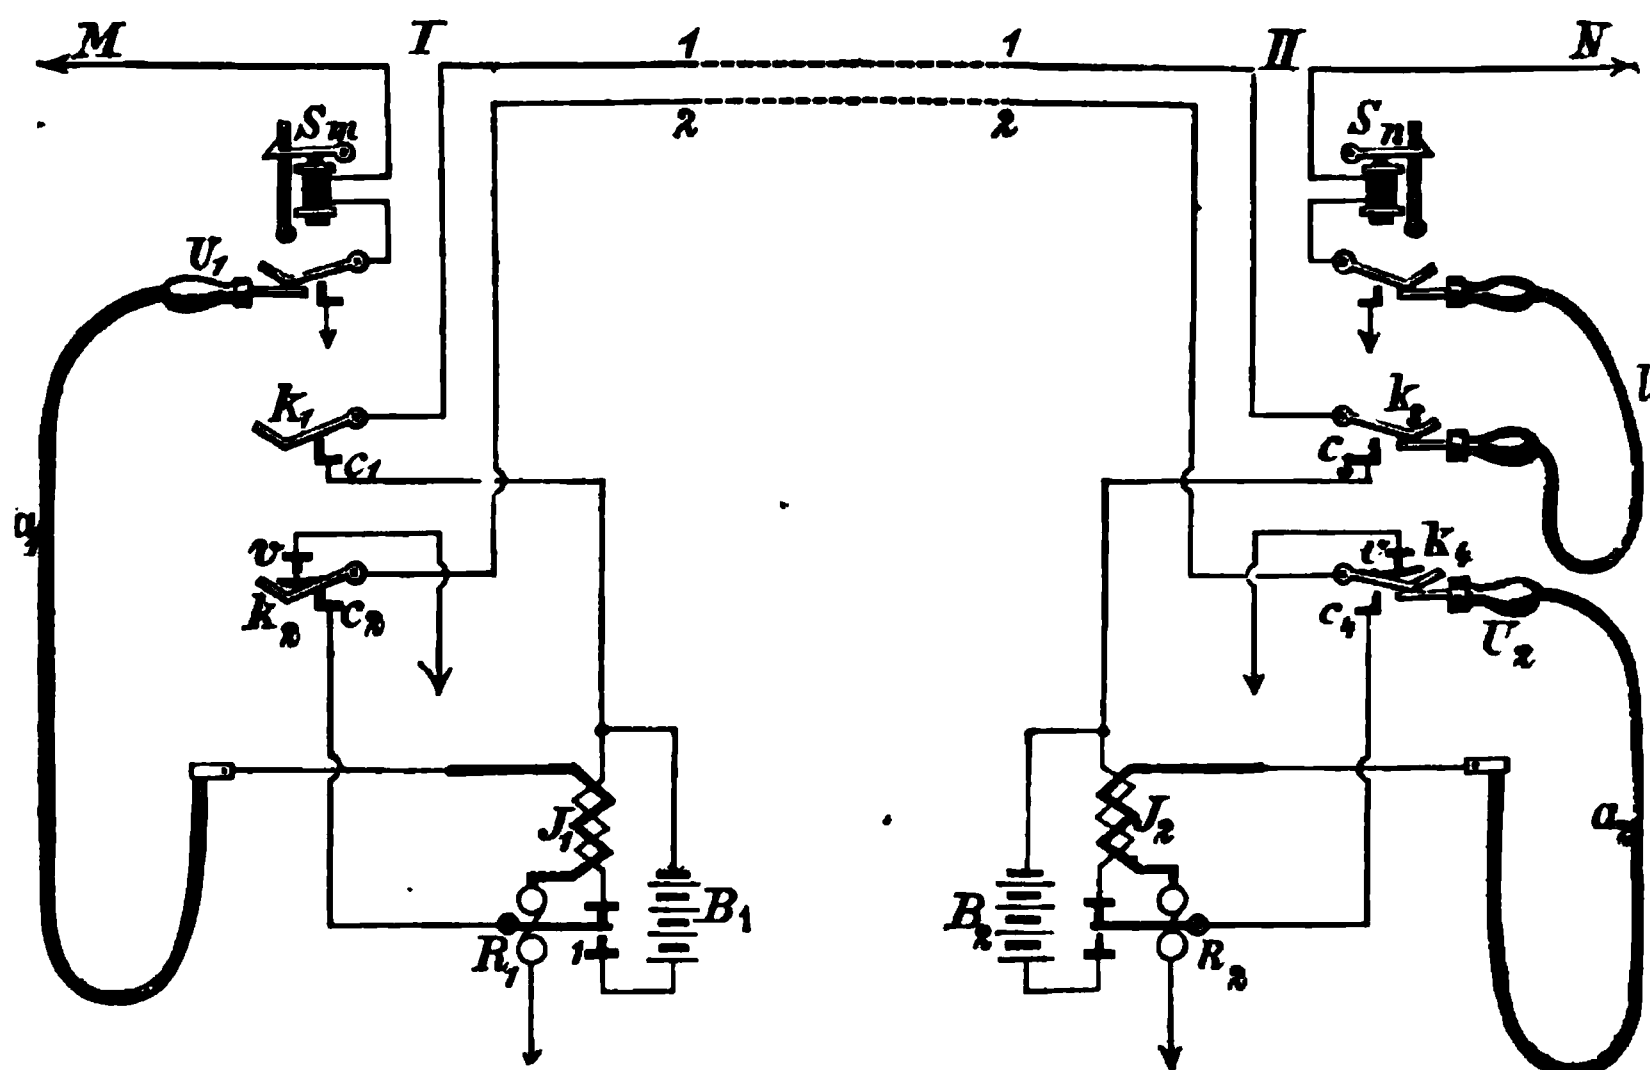 M I 1 1 II N
2 2
Sm Sn
U1
K1 k3
c1 c3
a1
v v k4
k2 c2 c4
U2
J1 J2
a2
B1 B2
R1 1 R2
l